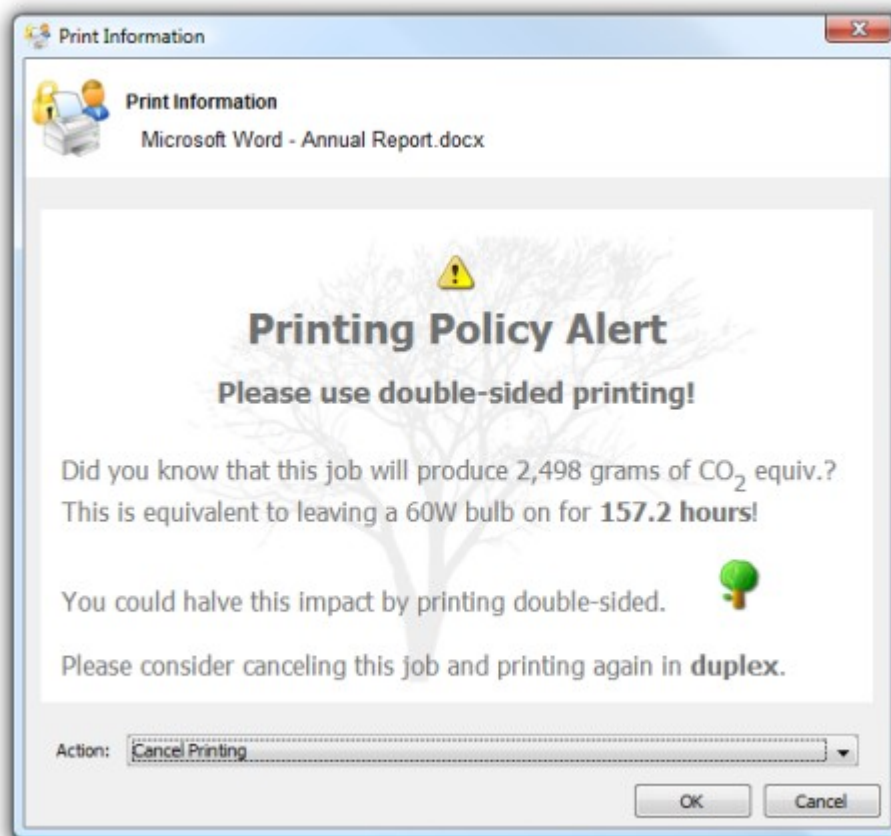 Print Information
Print Information
Microsoft Word - Annual Report.docx
Printing Policy Alert
Please use double-sided printing!
Did you know that this job will produce 2,498 grams of CO₂ equiv.?
This is equivalent to leaving a 60W bulb on for 157.2 hours!
You could halve this impact by printing double-sided.
Please consider canceling this job and printing again in duplex.
Action: Cancel Printing
OK Cancel